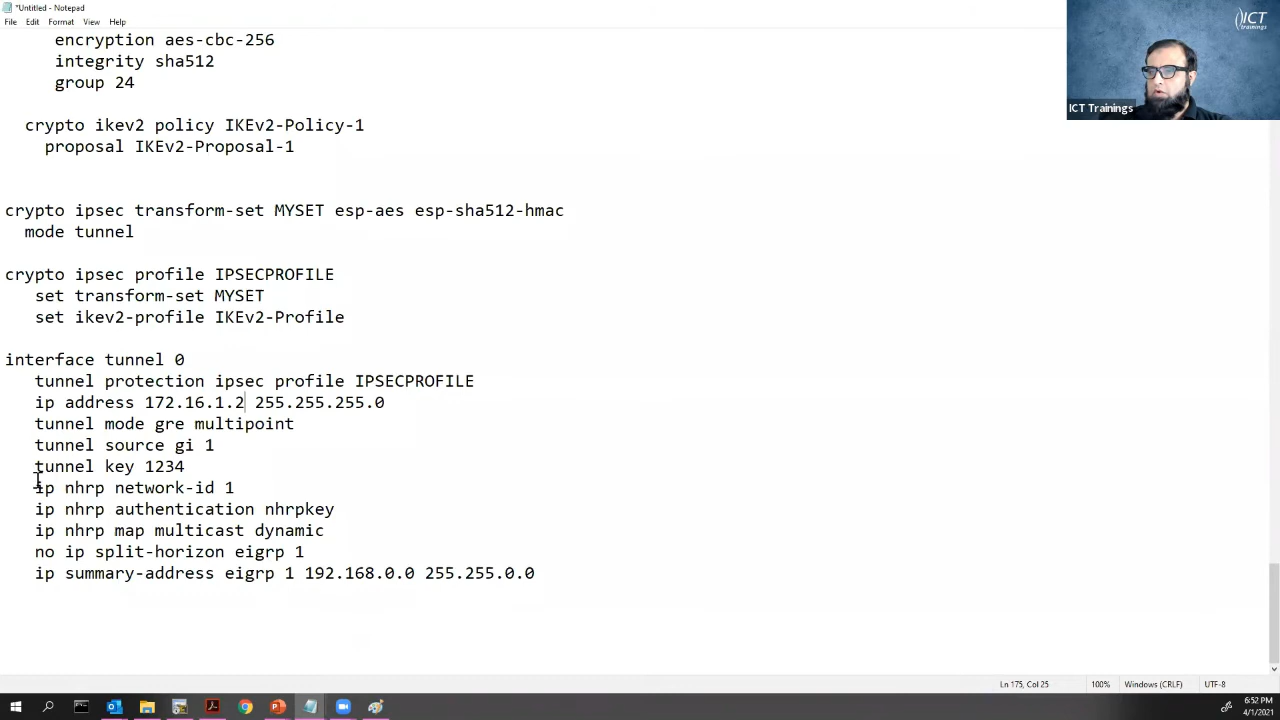 *Untitled - Notepad
File Edit Format View Help
encryption aes-cbc-256
integrity sha512
group 24
crypto ikev2 policy IKEv2-Policy-1
proposal IKEv2-Proposal-1
crypto ipsec transform-set MYSET esp-aes esp-sha512-hmac
mode tunnel
crypto ipsec profile IPSECPROFILE
set transform-set MYSET
set ikev2-profile IKEv2-Profile
interface tunnel 0
tunnel protection ipsec profile IPSECPROFILE
ip address 172.16.1.2 255.255.255.0
tunnel mode gre multipoint
tunnel source gi 1
tunnel key 1234
ip nhrp network-id 1
ip nhrp authentication nhrpkey
ip nhrp map multicast dynamic
no ip split-horizon eigrp 1
ip summary-address eigrp 1 192.168.0.0 255.255.0.0
ICT
trainings
ICT Trainings
Ln 175, Col 25
100%
Windows (CRLF)
UTF-8
6:52 PM
4/1/2021